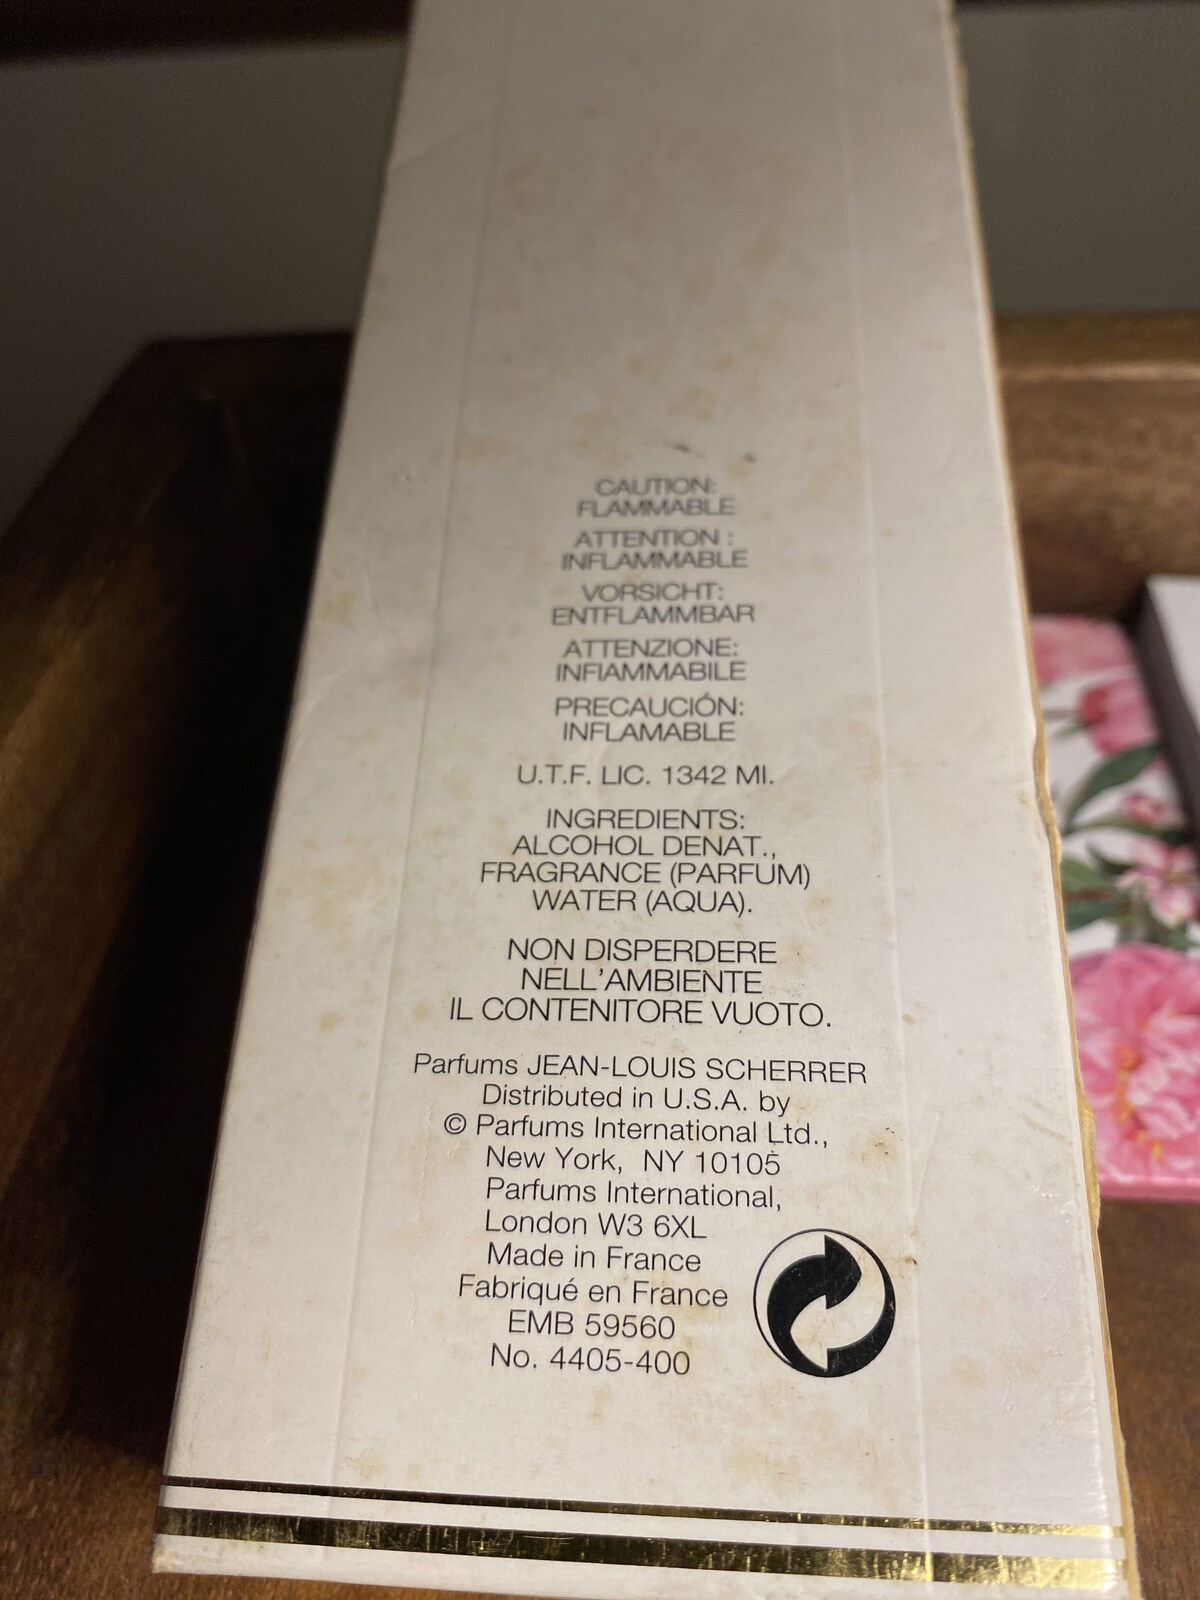 CAUTION:
FLAMMABLE
ATTENTION :
INFLAMMABLE
VORSICHT:
ENTFLAMMBAR
ATTENZIONE:
INFIAMMABILE
PRECAUCIÓN:
INFLAMABLE
U.T.F. LIC. 1342 MI.
INGREDIENTS:
ALCOHOL DENAT.,
FRAGRANCE (PARFUM)
WATER (AQUA).
NON DISPERDERE
NELL'AMBIENTE
IL CONTENITORE VUOTO.
Parfums JEAN-LOUIS SCHERRER
Distributed in U.S.A. by
© Parfums International Ltd.,
New York, NY 10105
Parfums International,
London W3 6XL
Made in France
Fabriqué en France
EMB 59560
No. 4405-400